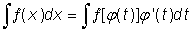 ∫f(x)dx = ∫f[φ(t)]φ'(t)dt